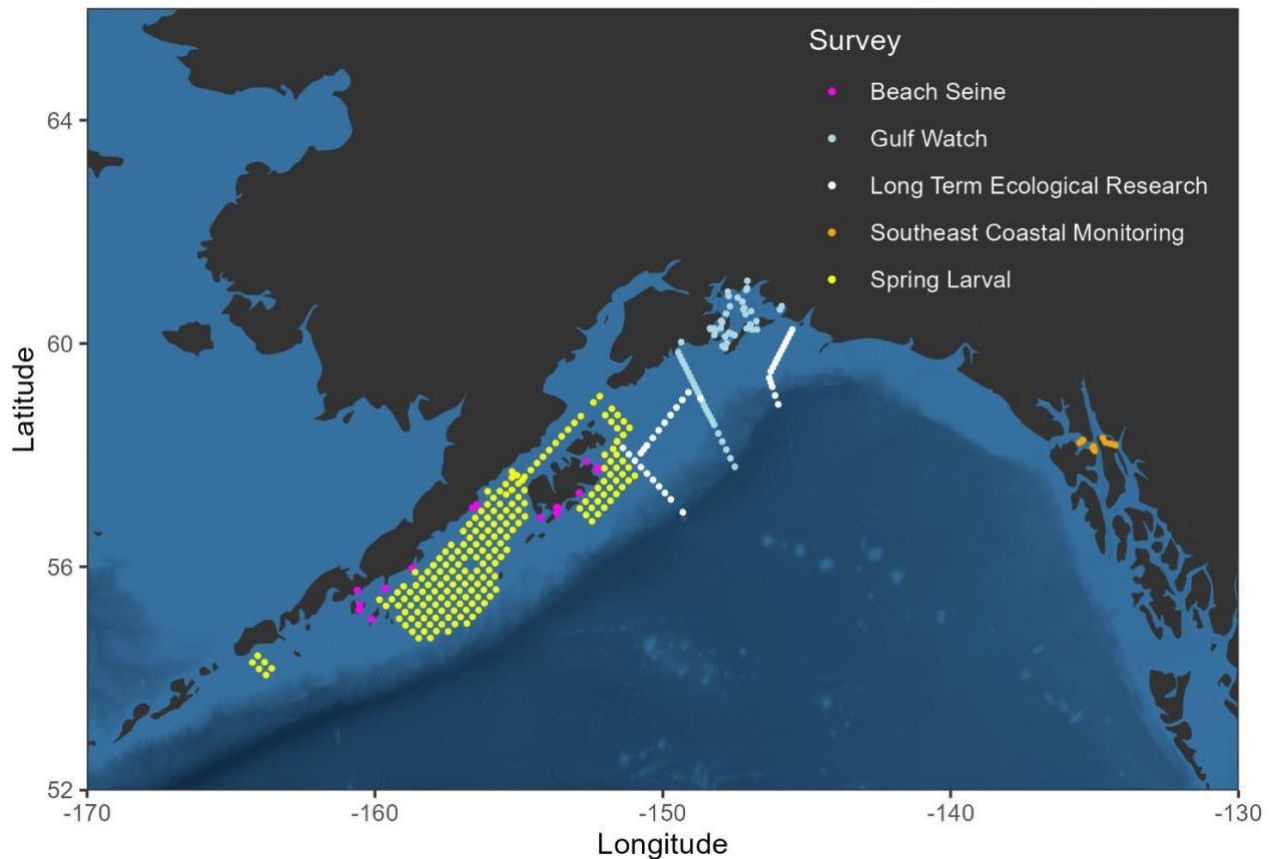 Survey
Beach Seine
Gulf Watch
Long Term Ecological Research
Southeast Coastal Monitoring
Spring Larval
64
60
56
52
Latitude
-170
-160
-150
-140
-130
Longitude